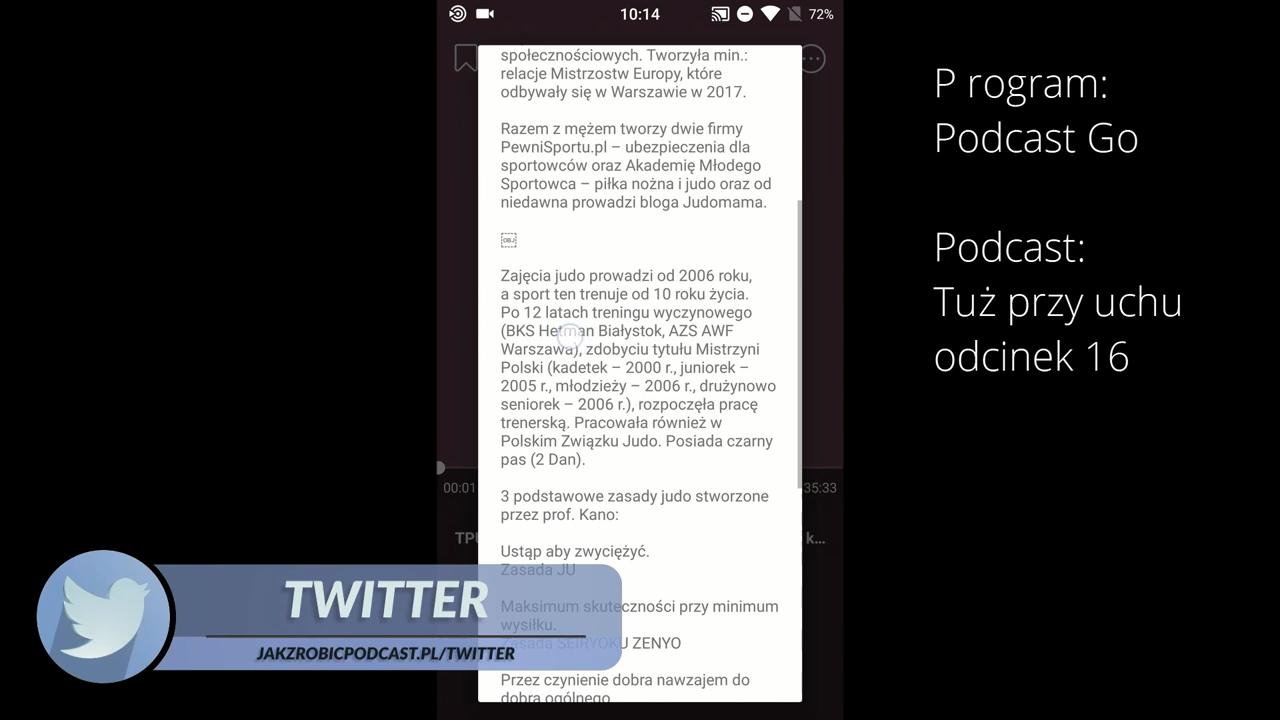 10:14
72%
społecznościowych. Tworzyła min.:
relacje Mistrzostw Europy, które
odbywały się w Warszawie w 2017.
Razem z mężem tworzy dwie firmy
PewniSportu.pl – ubezpieczenia dla
sportowców oraz Akademię Młodego
Sportowca – piłka nożna i judo oraz od
niedawna prowadzi bloga Judomama.
OBJ
Zajęcia judo prowadzi od 2006 roku,
a sport ten trenuje od 10 roku życia.
Po 12 latach treningu wyczynowego
(BKS Hetman Białystok, AZS AWF
Warszawa), zdobyciu tytułu Mistrzyni
Polski (kadetek – 2000 r., juniorek –
2005 r., młodzieży – 2006 r., drużynowo
seniorek – 2006 r.), rozpoczęła pracę
trenerską. Pracowała również w
Polskim Związku Judo. Posiada czarny
pas (2 Dan).
3 podstawowe zasady judo stworzone
przez prof. Kano:
Ustąp aby zwyciężyć.
Zasada JU
Maksimum skuteczności przy minimum
wysiłku.
Zasada SEIRYOKU ZENYO
Przez czynienie dobra nawzajem do
dobra ogólnego
00:01
35:33
TPU
k...
P rogram:
Podcast Go
Podcast:
Tuż przy uchu
odcinek 16
TWITTER
JAKZROBICPODCAST.PL/TWITTER